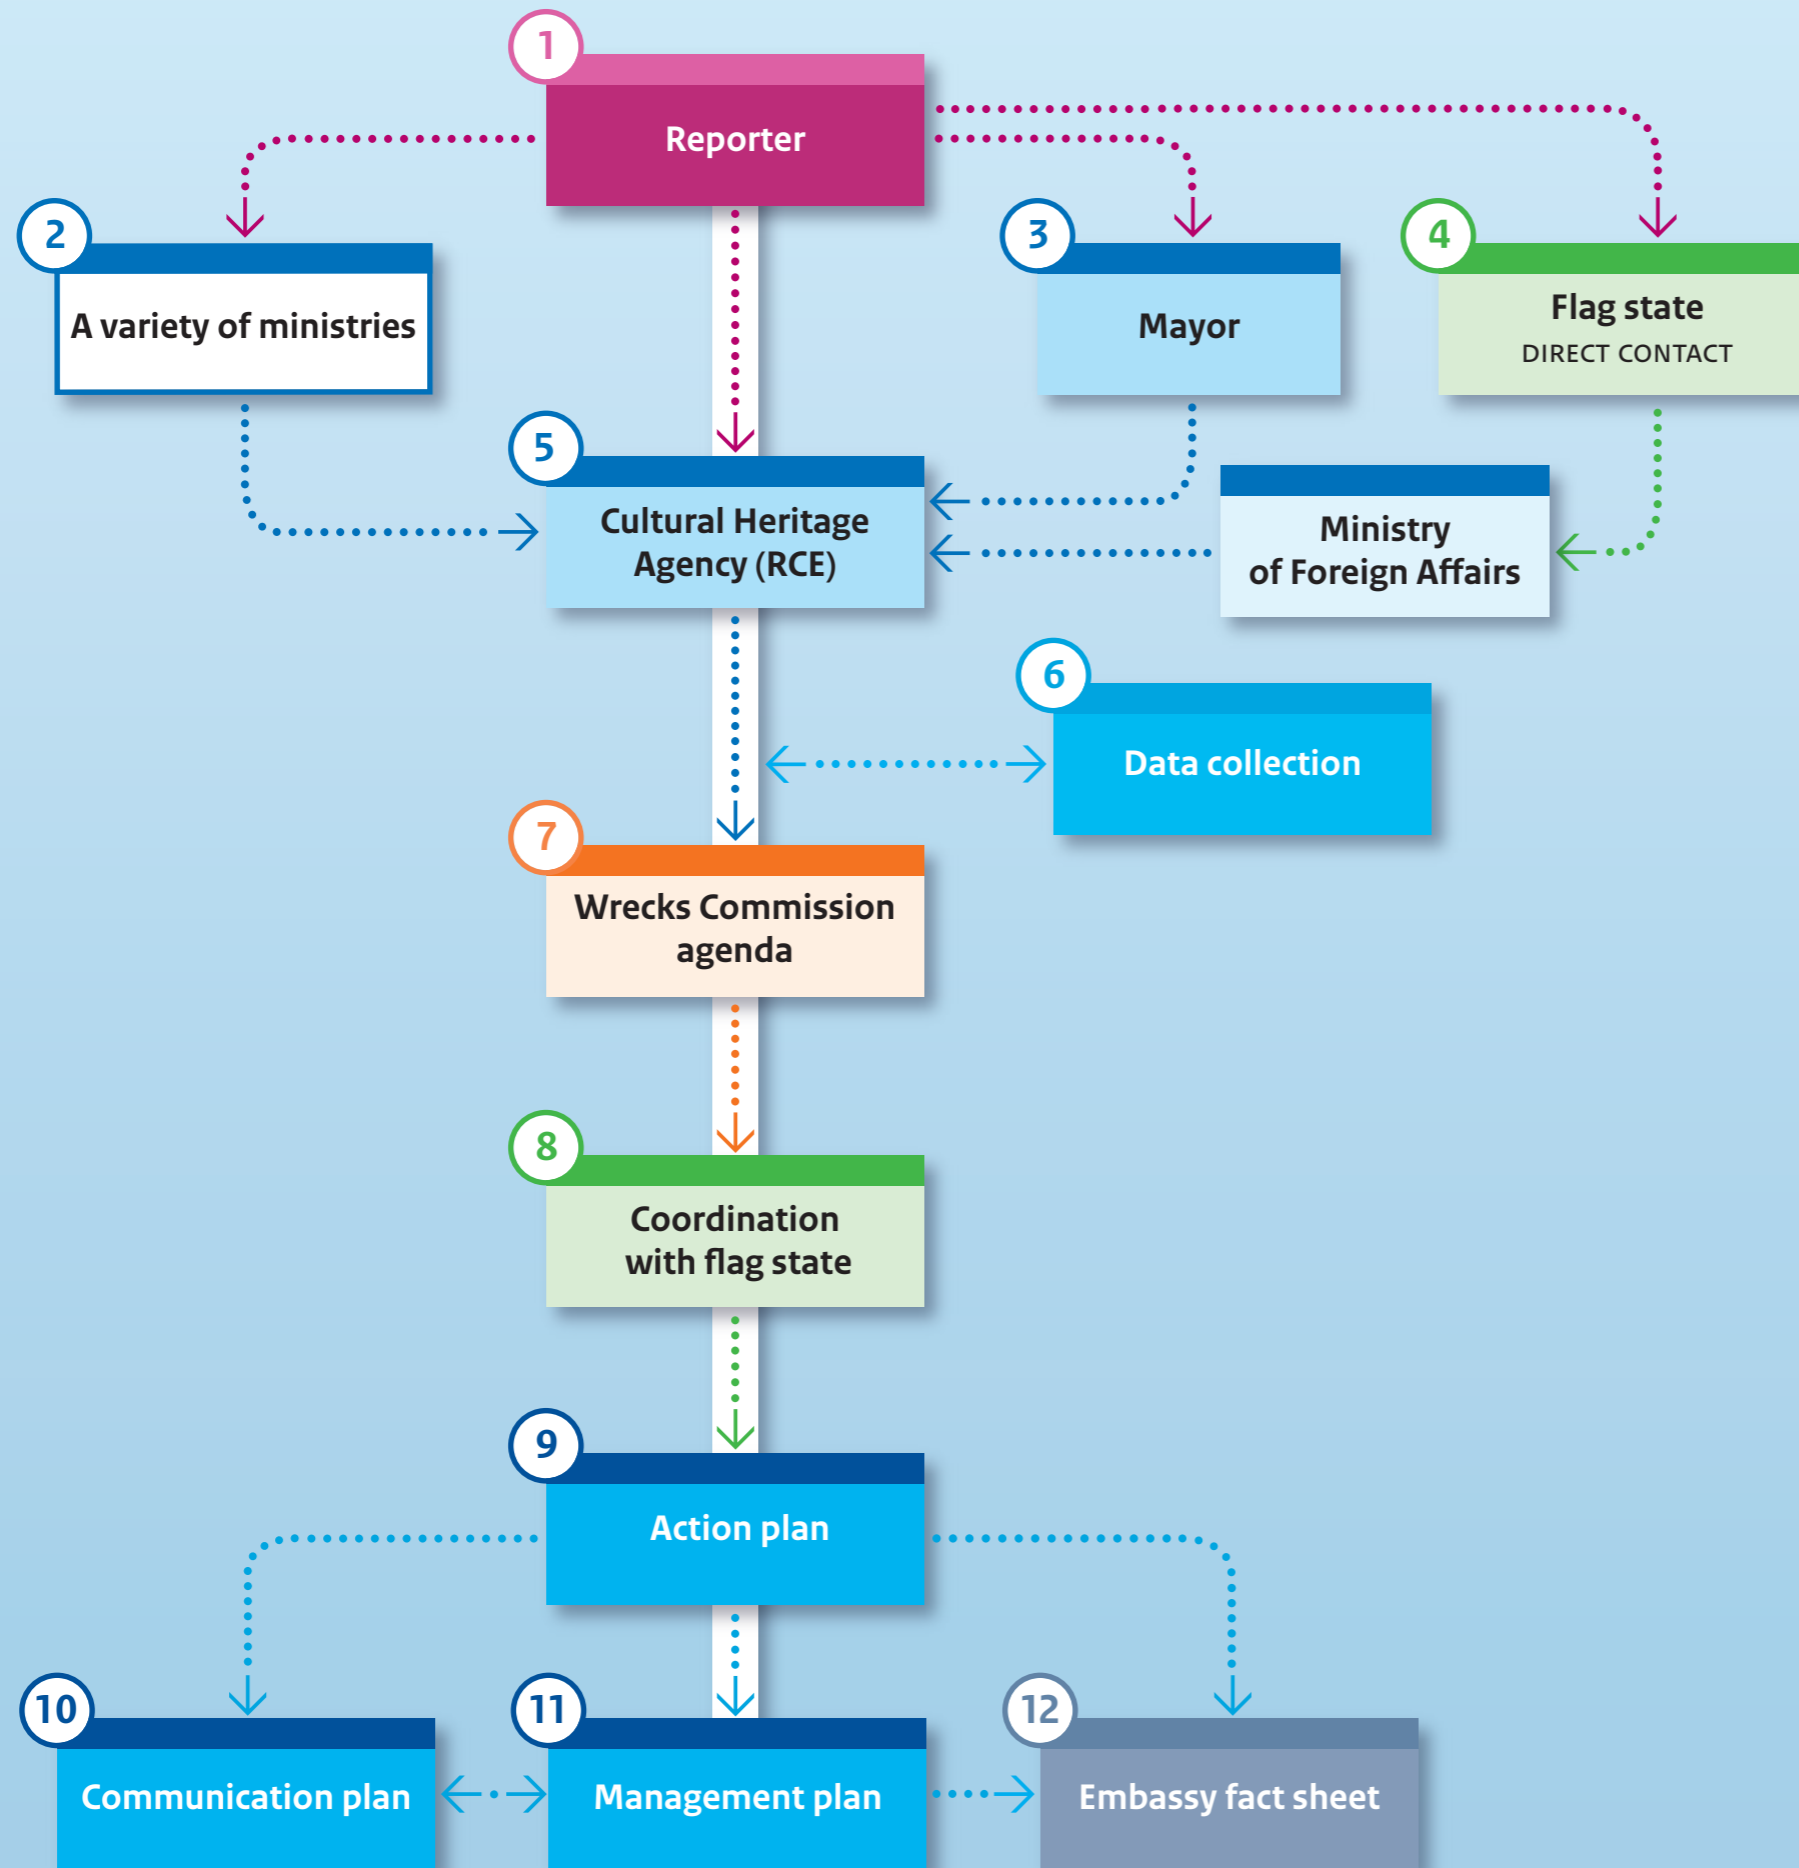 1
Reporter
2
A variety of ministries
3
Mayor
4
Flag state
DIRECT CONTACT
5
Cultural Heritage
Agency (RCE)
Ministry
of Foreign Affairs
6
Data collection
7
Wrecks Commission
agenda
8
Coordination
with flag state
9
Action plan
10
Communication plan
11
Management plan
12
Embassy fact sheet